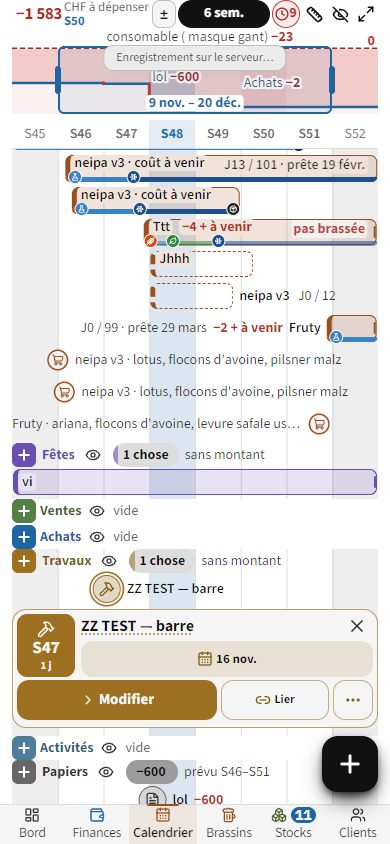 −1 583 CHF à dépenser S50 ± 6 sem. 9
consomable ( masque gant) −23 0
Enregistrement sur le serveur…
lol −600 Achats −2
9 nov. – 20 déc.
S45 S46 S47 S48 S49 S50 S51 S52
neipa v3 · coût à venir J13 / 101 · prête 19 févr.
neipa v3 · coût à venir
Ttt −4 + à venir pas brassée
Jhhh
neipa v3 J0 / 12
J0 / 99 · prête 29 mars −2 + à venir Fruty
neipa v3 · lotus, flocons d'avoine, pilsner malz
neipa v3 · lotus, flocons d'avoine, pilsner malz
Fruty · ariana, flocons d'avoine, levure safale us…
Fêtes 1 chose sans montant
vi
Ventes vide
Achats vide
Travaux 1 chose sans montant
ZZ TEST — barre
S47
1 j
ZZ TEST — barre
16 nov.
Modifier Lier ...
Activités vide
Papiers −600 prévu S46–S51
lol −600
Bord Finances Calendrier Brassins Stocks 11 Clients